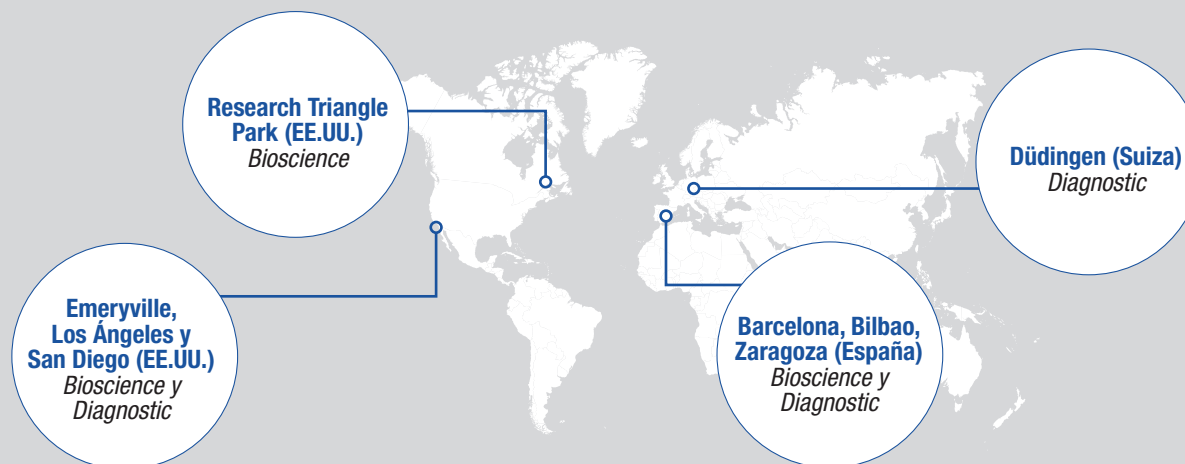 Research Triangle
Park (EE.UU.)
Bioscience
Düdingen (Suiza)
Diagnostic
Emeryville,
Los Ángeles y
San Diego (EE.UU.)
Bioscience y
Diagnostic
Barcelona, Bilbao,
Zaragoza (España)
Bioscience y
Diagnostic